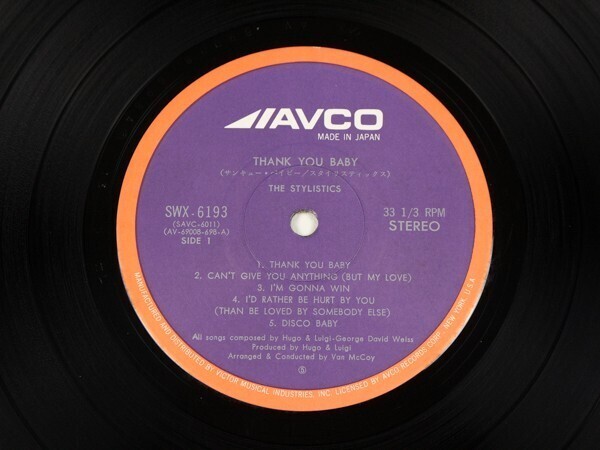 AVCO
MADE IN JAPAN
THANK YOU BABY
(サンキュー・ベイビー/スタイリスティックス)
THE STYLISTICS
SWX-6193
(SAVC-6011)
(AV-69008-698-A)
SIDE 1
33 1/3 RPM
STEREO
1. THANK YOU BABY
2. CAN'T GIVE YOU ANYTHING (BUT MY LOVE)
3. I'M GONNA WIN
4. I'D RATHER BE HURT BY YOU
(THAN BE LOVED BY SOMEBODY ELSE)
5. DISCO BABY
All songs composed by Hugo & Luigi-George David Weiss
Produced by Hugo & Luigi
Arranged & Conducted by Van McCoy
Ⓢ
MANUFACTURED AND DISTRIBUTED BY VICTOR MUSICAL INDUSTRIES, INC. LICENSED BY AVCO RECORDS CORP. NEW YORK, U.S.A.